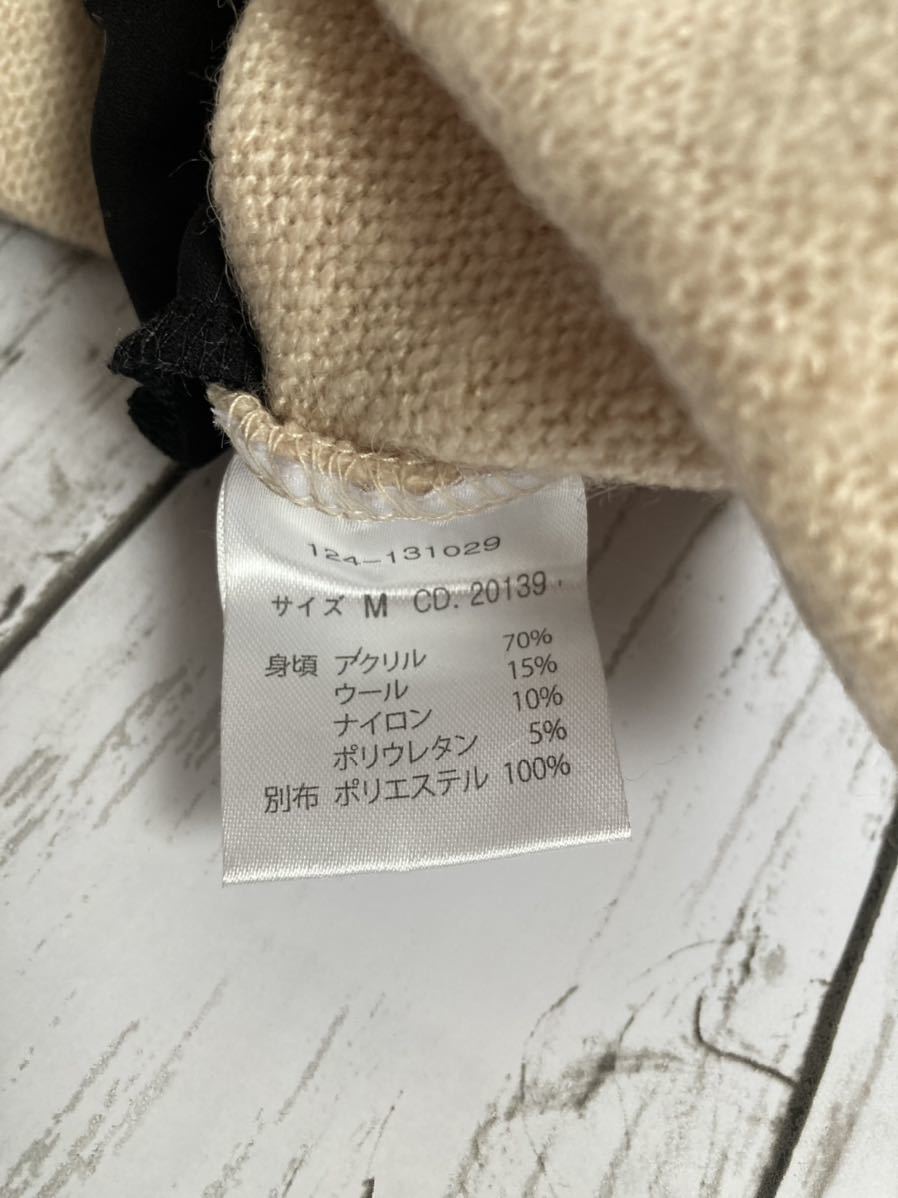 124-131029
サイズ M CD. 20139
身頃 アクリル 70%
ウール 15%
ナイロン 10%
ポリウレタン 5%
別布 ポリエステル 100%